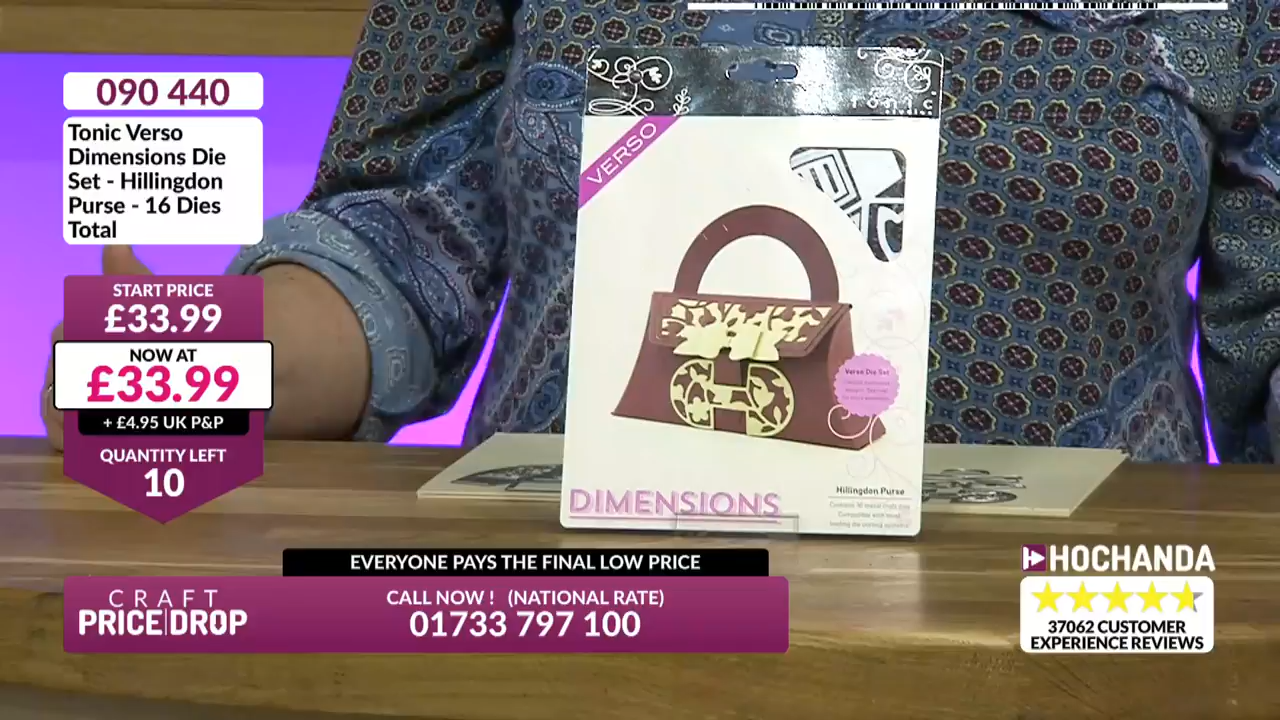 090 440
Tonic Verso
Dimensions Die
Set - Hillingdon
Purse - 16 Dies
Total
START PRICE
£33.99
NOW AT
£33.99
+ £4.95 UK P&P
QUANTITY LEFT
10
tonic
VERSO
Verso Die Set
DIMENSIONS
Hillingdon Purse
EVERYONE PAYS THE FINAL LOW PRICE
CRAFT
PRICE DROP
CALL NOW ! (NATIONAL RATE)
01733 797 100
HOCHANDA
37062 CUSTOMER
EXPERIENCE REVIEWS